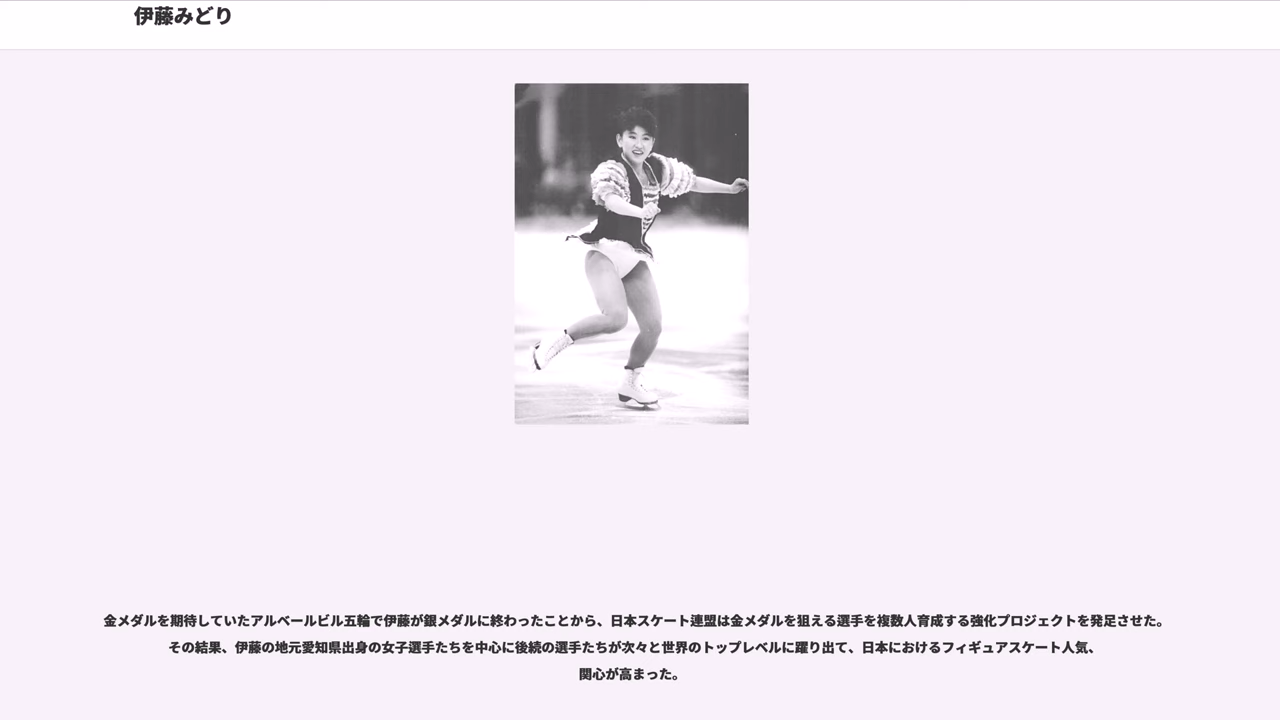 伊藤みどり
金メダルを期待していたアルベールビル五輪で伊藤が銀メダルに終わったことから、日本スケート連盟は金メダルを狙える選手を複数人育成する強化プロジェクトを発足させた。
その結果、伊藤の地元愛知県出身の女子選手たちを中心に後続の選手たちが次々と世界のトップレベルに躍り出て、日本におけるフィギュアスケート人気、
関心が高まった。